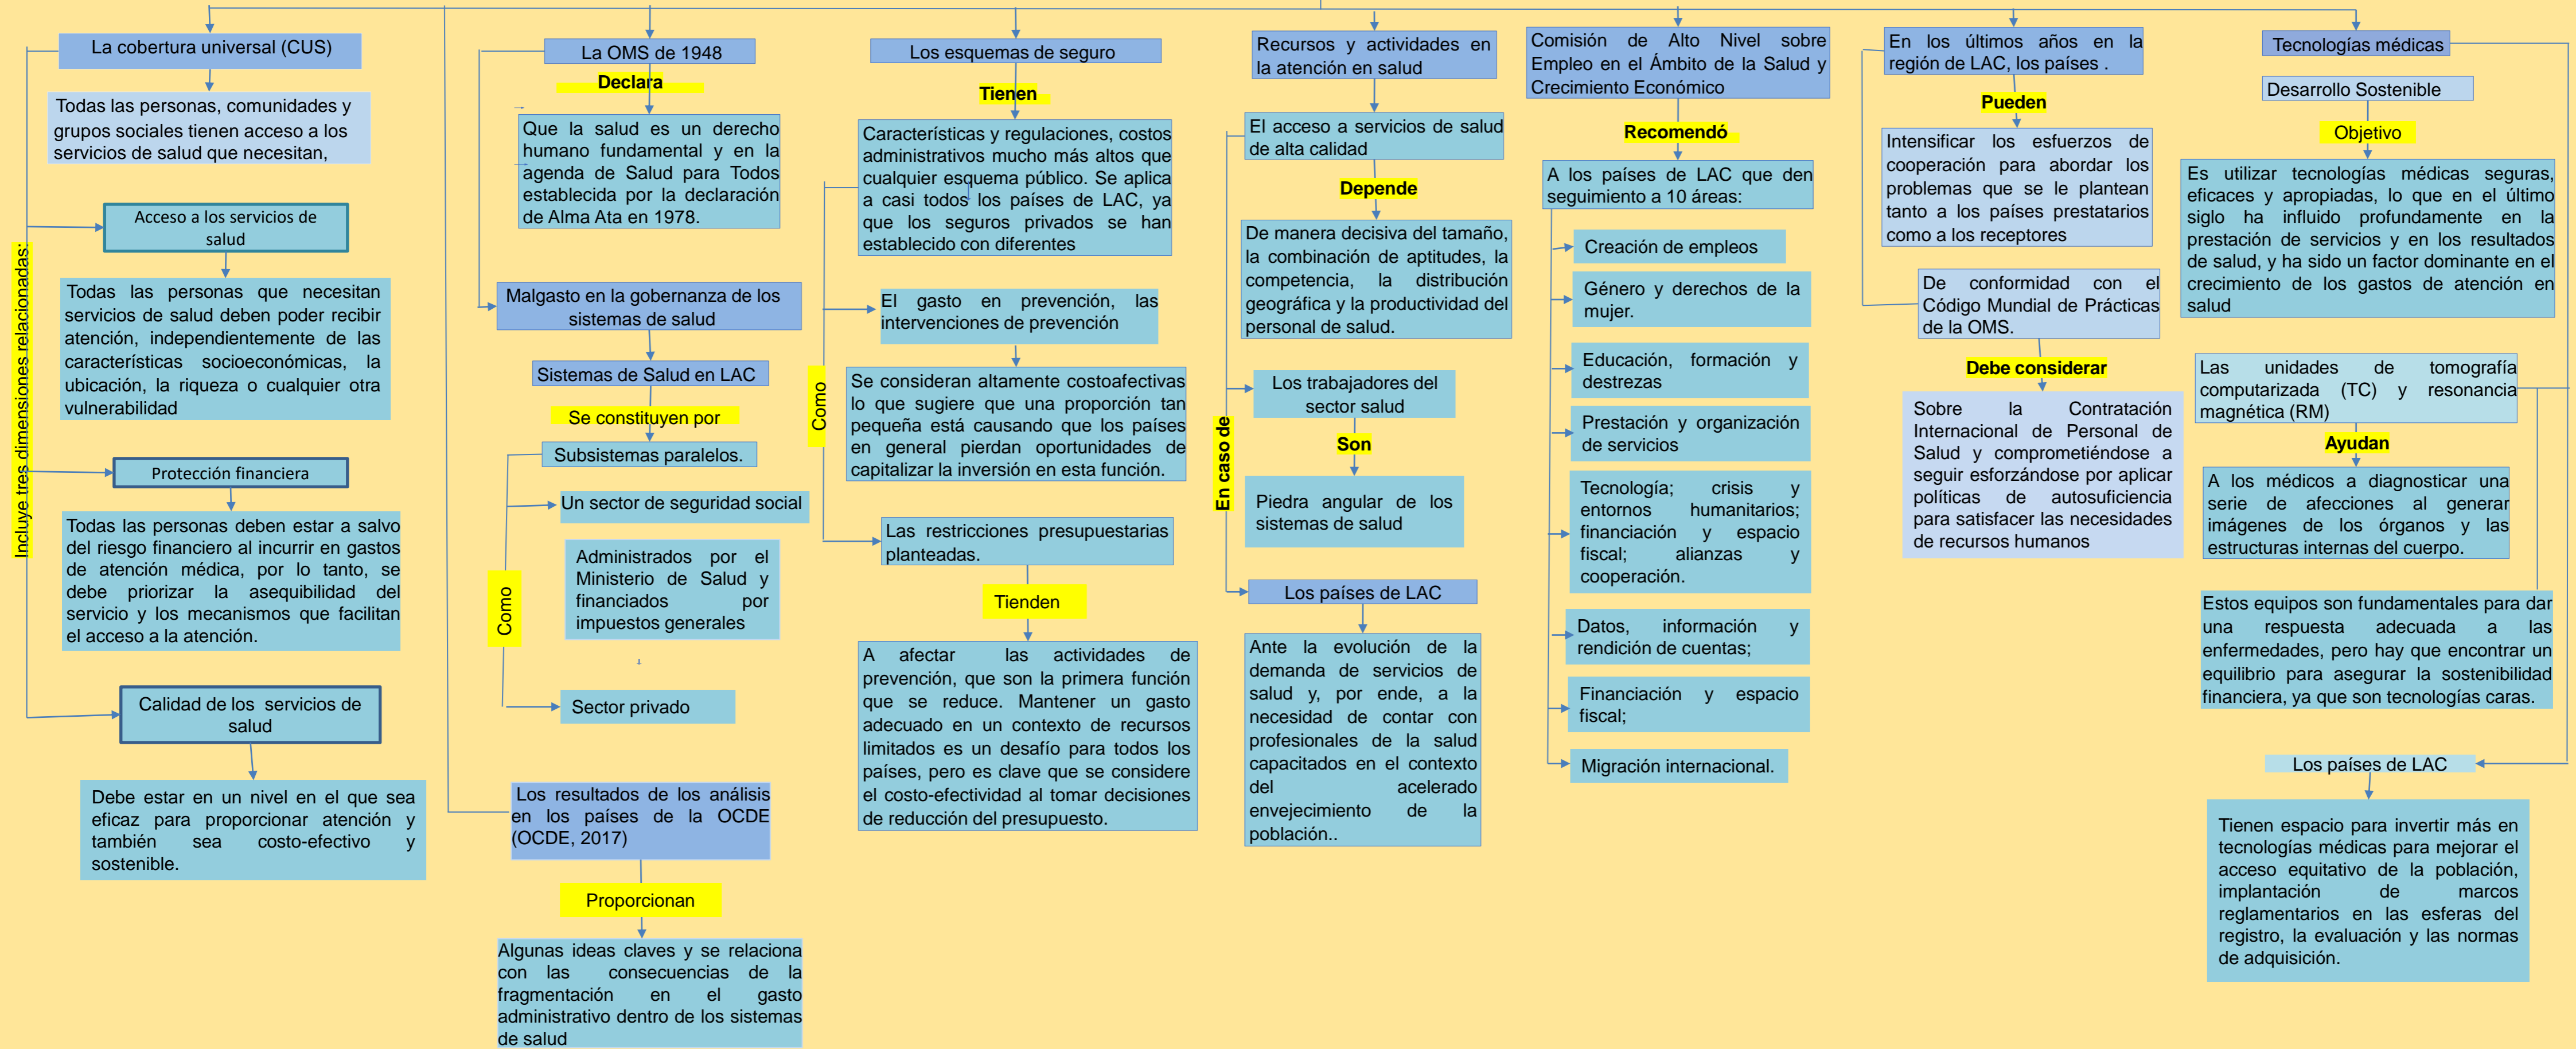 La cobertura universal (CUS)
Todas las personas, comunidades y
grupos sociales tienen acceso a los
servicios de salud que necesitan,
Incluye tres dimensiones relacionadas:
Acceso a los servicios de
salud
Todas las personas que necesitan
servicios de salud deben poder recibir
atención, independientemente de las
características socioeconómicas, la
ubicación, la riqueza o cualquier otra
vulnerabilidad
Protección financiera
Todas las personas deben estar a salvo
del riesgo financiero al incurrir en gastos
de atención médica, por lo tanto, se
debe priorizar la asequibilidad del
servicio y los mecanismos que facilitan
el acceso a la atención.
Calidad de los servicios de
salud
Debe estar en un nivel en el que sea
eficaz para proporcionar atención y
también sea costo-efectivo y
sostenible.
La OMS de 1948
Declara
Que la salud es un derecho
humano fundamental y en la
agenda de Salud para Todos
establecida por la declaración
de Alma Ata en 1978.
Malgasto en la gobernanza de los
sistemas de salud
Sistemas de Salud en LAC
Se constituyen por
Subsistemas paralelos.
Como
Un sector de seguridad social
Administrados por el
Ministerio de Salud y
financiados por
impuestos generales
Sector privado
Los resultados de los análisis
en los países de la OCDE
(OCDE, 2017)
Proporcionan
Algunas ideas claves y se relaciona
con las consecuencias de la
fragmentación en el gasto
administrativo dentro de los sistemas
de salud
Los esquemas de seguro
Tienen
Características y regulaciones, costos
administrativos mucho más altos que
cualquier esquema público. Se aplica
a casi todos los países de LAC, ya
que los seguros privados se han
establecido con diferentes
Como
El gasto en prevención, las
intervenciones de prevención
Se consideran altamente costoafectivas
lo que sugiere que una proporción tan
pequeña está causando que los países
en general pierdan oportunidades de
capitalizar la inversión en esta función.
Las restricciones presupuestarias
planteadas.
Tienden
A afectar las actividades de
prevención, que son la primera función
que se reduce. Mantener un gasto
adecuado en un contexto de recursos
limitados es un desafío para todos los
países, pero es clave que se considere
el costo-efectividad al tomar decisiones
de reducción del presupuesto.
Recursos y actividades en
la atención en salud
El acceso a servicios de salud
de alta calidad
Depende
De manera decisiva del tamaño,
la combinación de aptitudes, la
competencia, la distribución
geográfica y la productividad del
personal de salud.
En caso de
Los trabajadores del
sector salud
Son
Piedra angular de los
sistemas de salud
Los países de LAC
Ante la evolución de la
demanda de servicios de
salud y, por ende, a la
necesidad de contar con
profesionales de la salud
capacitados en el contexto
del acelerado
envejecimiento de la
población..
Comisión de Alto Nivel sobre
Empleo en el Ámbito de la Salud y
Crecimiento Económico
Recomendó
A los países de LAC que den
seguimiento a 10 áreas:
Creación de empleos
Género y derechos de la
mujer.
Educación, formación y
destrezas
Prestación y organización
de servicios
Tecnología; crisis y
entornos humanitarios;
financiación y espacio
fiscal; alianzas y
cooperación.
Datos, información y
rendición de cuentas;
Financiación y espacio
fiscal;
Migración internacional.
En los últimos años en la
región de LAC, los países .
Pueden
Intensificar los esfuerzos de
cooperación para abordar los
problemas que se le plantean
tanto a los países prestatarios
como a los receptores
De conformidad con el
Código Mundial de Prácticas
de la OMS.
Debe considerar
Sobre la Contratación
Internacional de Personal de
Salud y comprometiéndose a
seguir esforzándose por aplicar
políticas de autosuficiencia
para satisfacer las necesidades
de recursos humanos
Tecnologías médicas
Desarrollo Sostenible
Objetivo
Es utilizar tecnologías médicas seguras,
eficaces y apropiadas, lo que en el último
siglo ha influido profundamente en la
prestación de servicios y en los resultados
de salud, y ha sido un factor dominante en el
crecimiento de los gastos de atención en
salud
Las unidades de tomografía
computarizada (TC) y resonancia
magnética (RM)
Ayudan
A los médicos a diagnosticar una
serie de afecciones al generar
imágenes de los órganos y las
estructuras internas del cuerpo.
Estos equipos son fundamentales para dar
una respuesta adecuada a las
enfermedades, pero hay que encontrar un
equilibrio para asegurar la sostenibilidad
financiera, ya que son tecnologías caras.
Los países de LAC
Tienen espacio para invertir más en
tecnologías médicas para mejorar el
acceso equitativo de la población,
implantación de marcos
reglamentarios en las esferas del
registro, la evaluación y las normas
de adquisición.